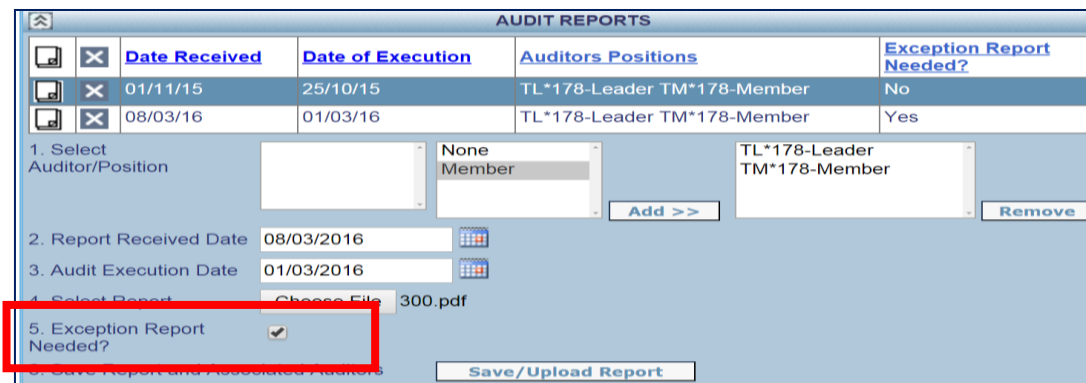 AUDIT REPORTS
Date Received Date of Execution Auditors Positions Exception Report Needed?
01/11/15 25/10/15 TL*178-Leader TM*178-Member No
08/03/16 01/03/16 TL*178-Leader TM*178-Member Yes
1. Select Auditor/Position
None
Member
Add >>
TL*178-Leader
TM*178-Member
Remove
2. Report Received Date 08/03/2016
3. Audit Execution Date 01/03/2016
4. Select Report Choose File 300.pdf
5. Exception Report Needed?
Save Report and Associated Auditors Save/Upload Report